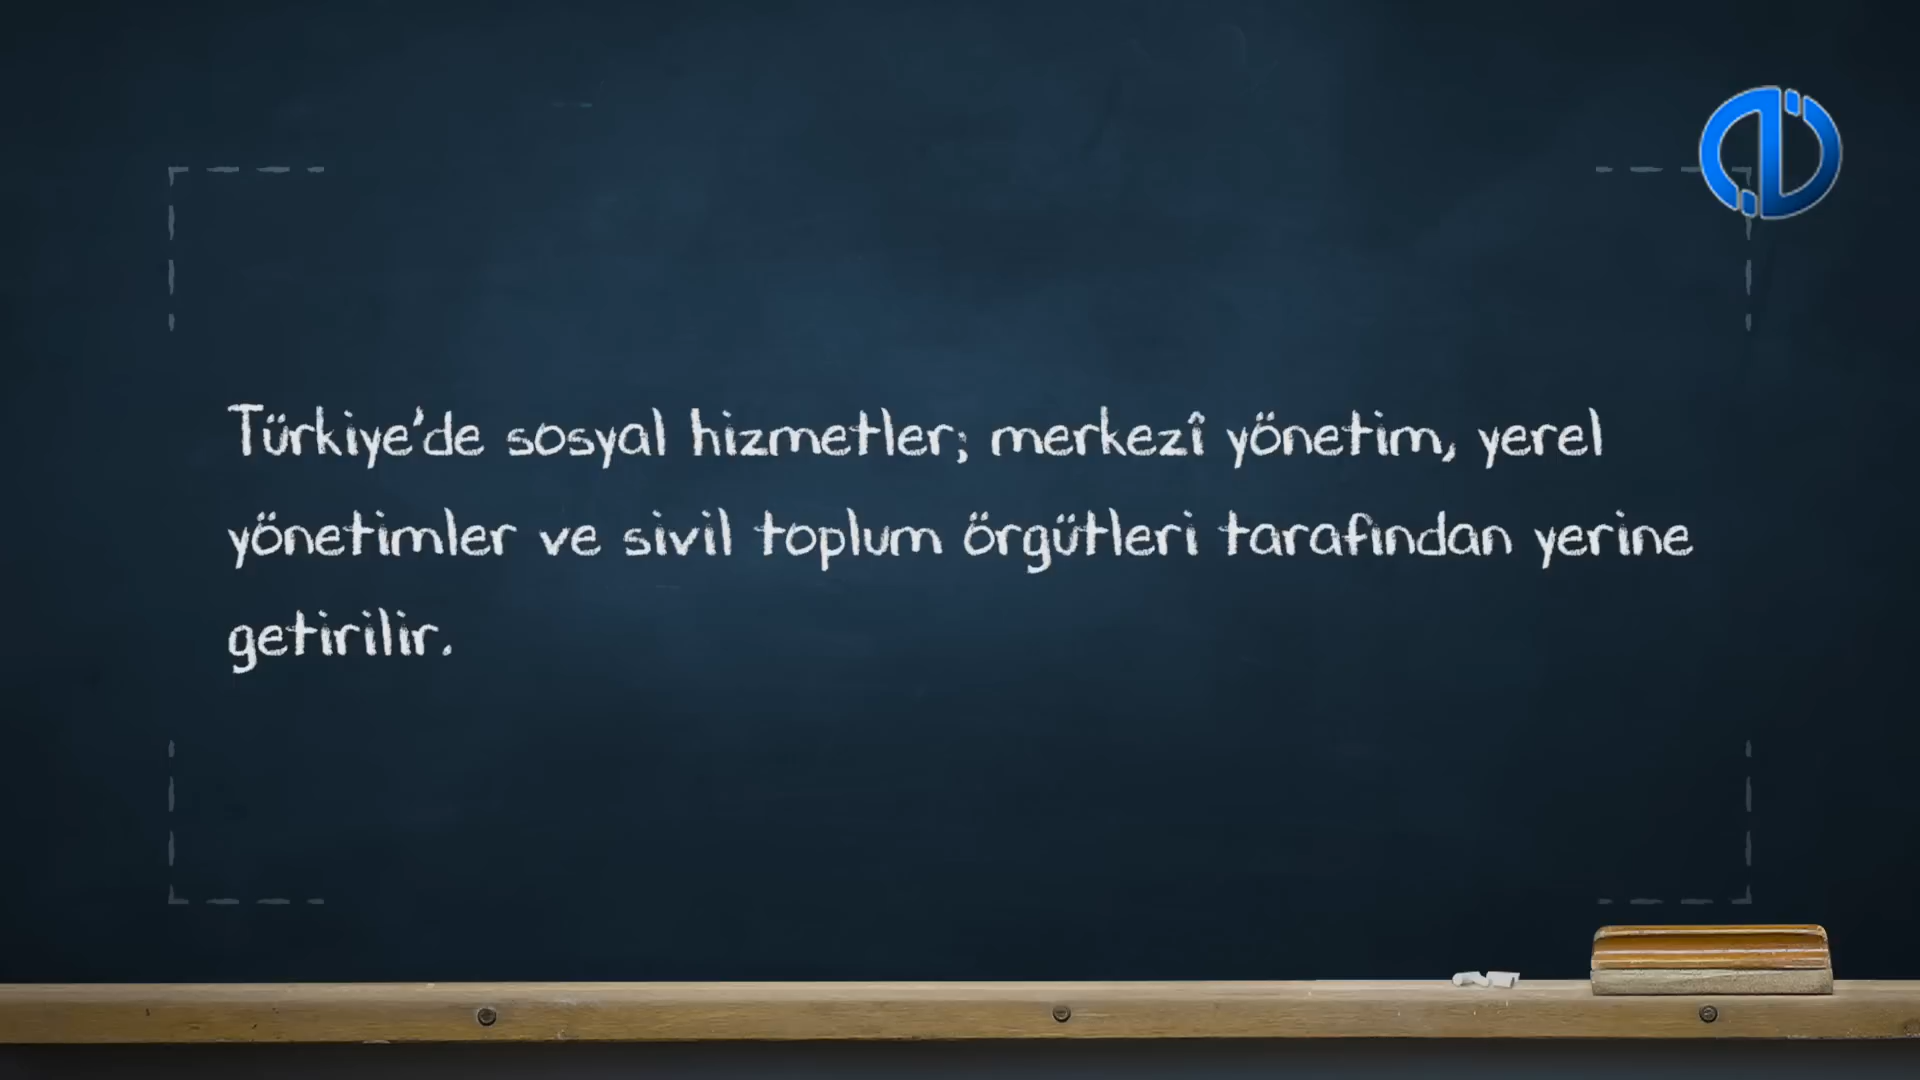 Türkiye'de sosyal hizmetler; merkezî yönetim, yerel
yönetimler ve sivil toplum örgütleri tarafından yerine
getirilir.